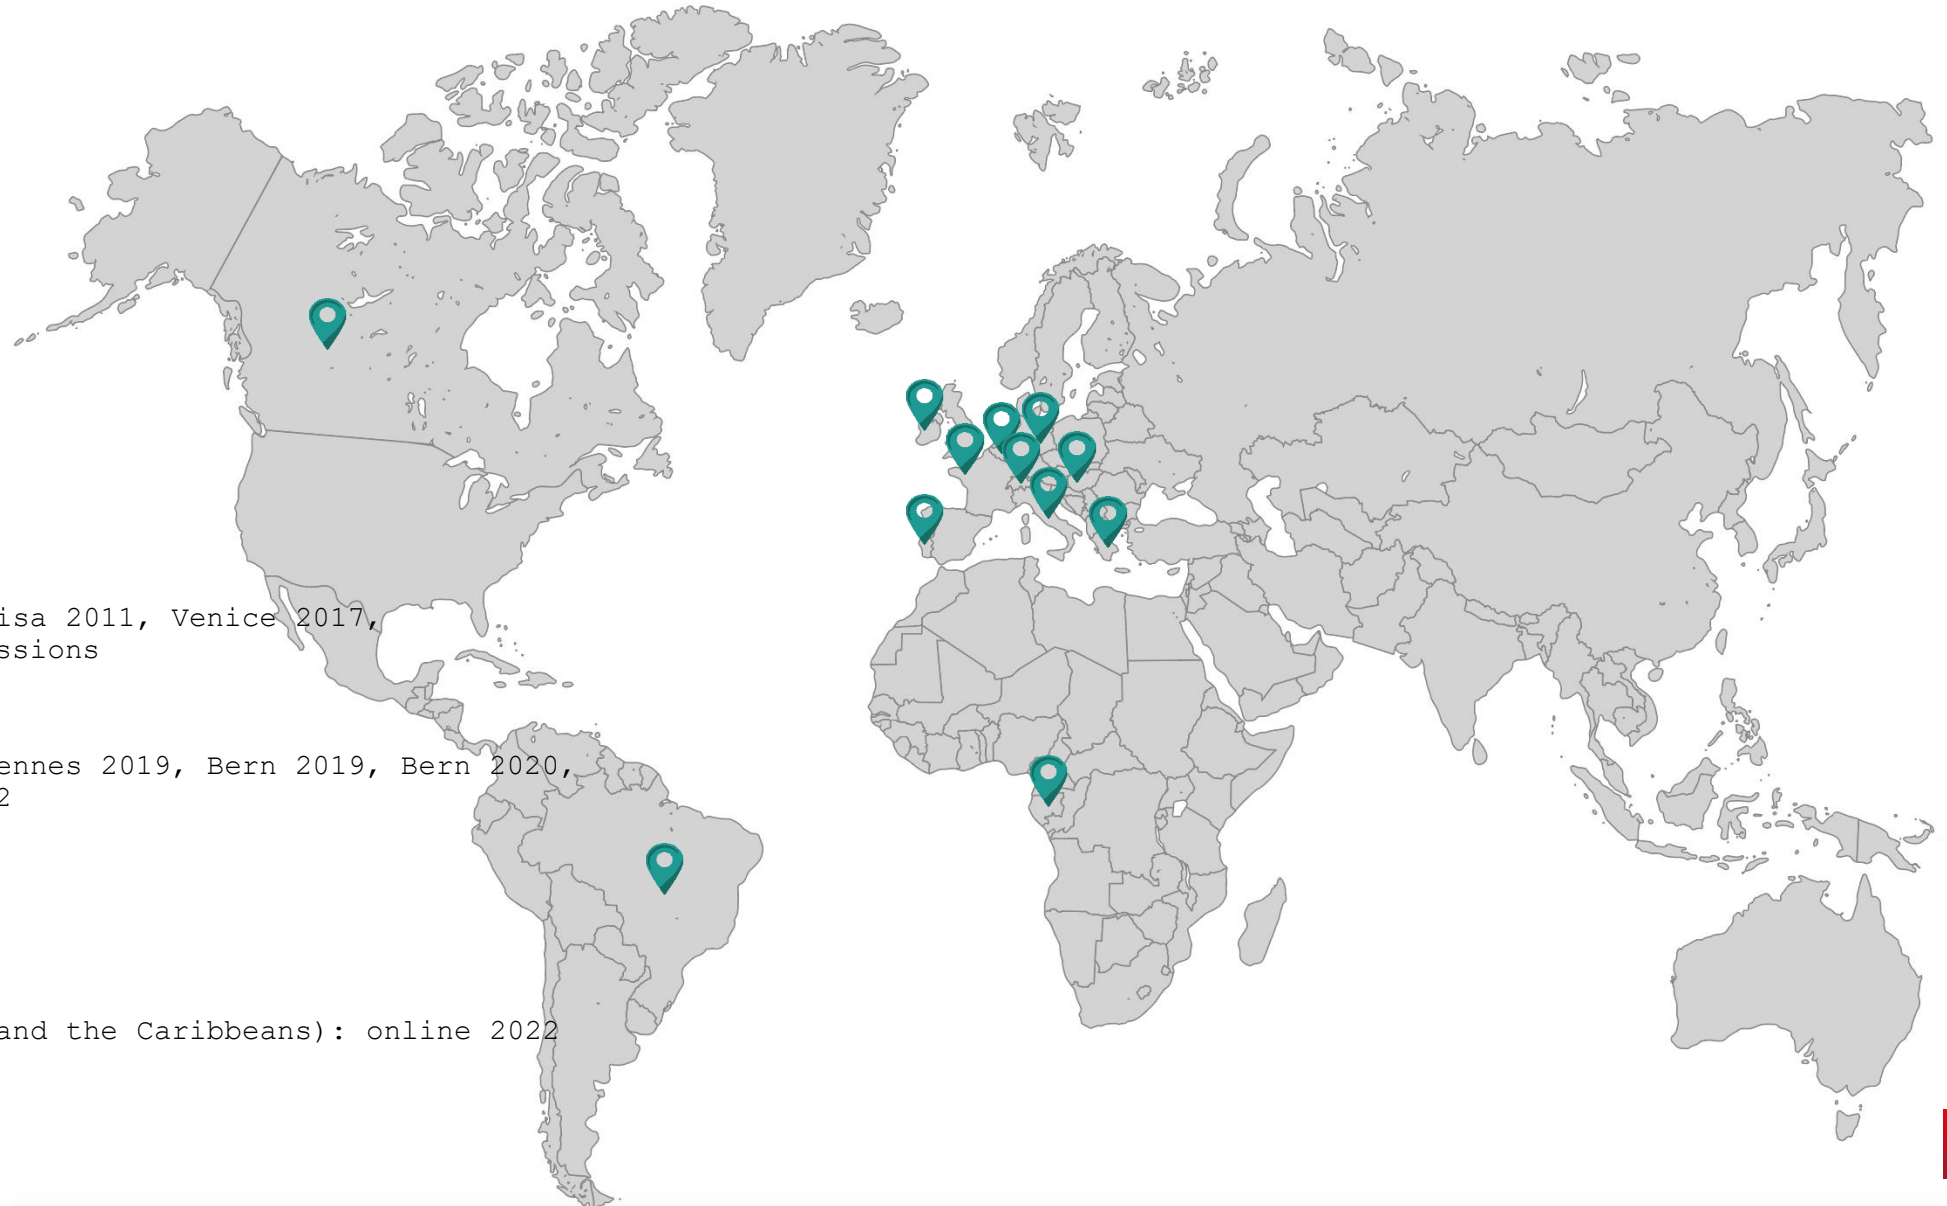 isa 2011, Venice 2017,
ssions
ennes 2019, Bern 2019, Bern 2020,
2
and the Caribbeans): online 2022